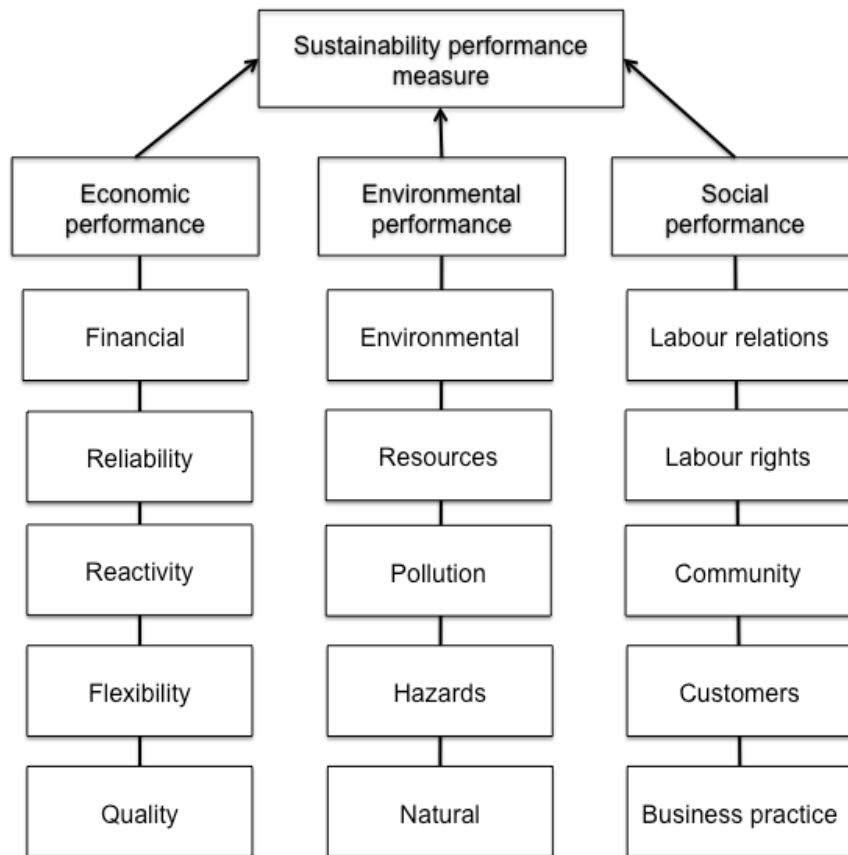 Sustainability performance
measure
Economic
performance
Environmental
performance
Social
performance
Financial
Environmental
Labour relations
Reliability
Resources
Labour rights
Reactivity
Pollution
Community
Flexibility
Hazards
Customers
Quality
Natural
Business practice